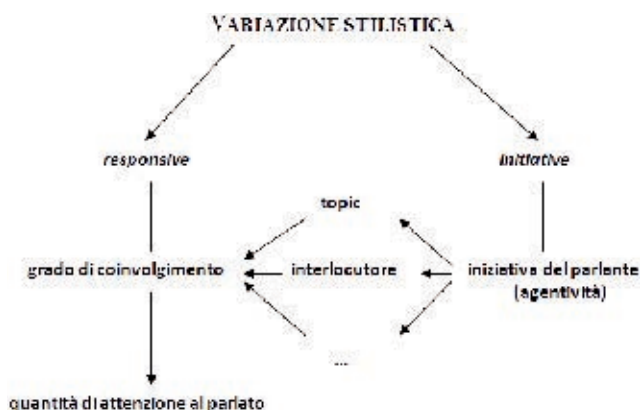 VARIAZIONE STILISTICA
responsive
initiative
topic
grado di coinvolgimento
interlocutore
iniziativa del parlante
(agentività)
...
quantità di attenzione al parlato